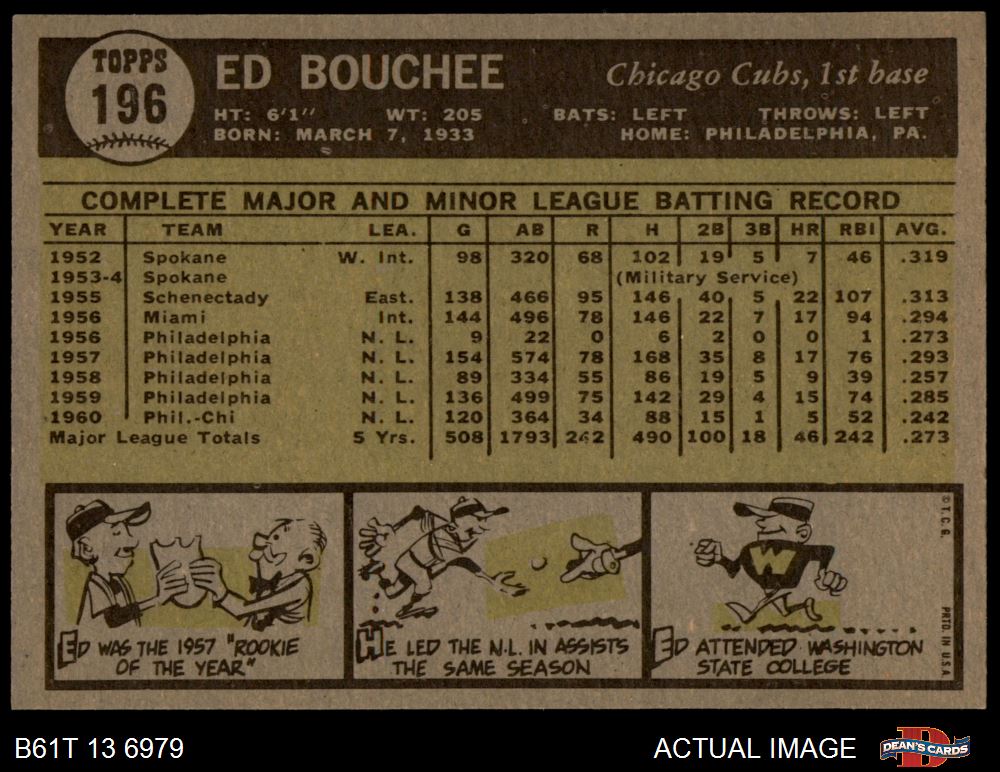 TOPPS
196
ED BOUCHEE
Chicago Cubs, 1st base
HT: 6'1" WT: 205 BATS: LEFT THROWS: LEFT
BORN: MARCH 7, 1933 HOME: PHILADELPHIA, PA.
COMPLETE MAJOR AND MINOR LEAGUE BATTING RECORD
YEAR TEAM LEA. G AB R H 2B 3B HR RBI AVG.
1952 Spokane W. Int. 98 320 68 102 19 5 7 46 .319
1953-4 Spokane (Military Service)
1955 Schenectady East. 138 466 95 146 40 5 22 107 .313
1956 Miami Int. 144 496 78 146 22 7 17 94 .294
1956 Philadelphia N. L. 9 22 0 6 2 0 0 1 .273
1957 Philadelphia N. L. 154 574 78 168 35 8 17 76 .293
1958 Philadelphia N. L. 89 334 55 86 19 5 9 39 .257
1959 Philadelphia N. L. 136 499 75 142 29 4 15 74 .285
1960 Phil.-Chi N. L. 120 364 34 88 15 1 5 52 .242
Major League Totals 5 Yrs. 508 1793 242 490 100 18 46 242 .273
ED WAS THE 1957 "ROOKIE
OF THE YEAR"
HE LED THE N.L. IN ASSISTS
THE SAME SEASON
W
ED ATTENDED WASHINGTON
STATE COLLEGE
© T. C. G.
PRTD IN U.S.A.
B61T 13 6979
ACTUAL IMAGE
D
DEAN'S CARDS